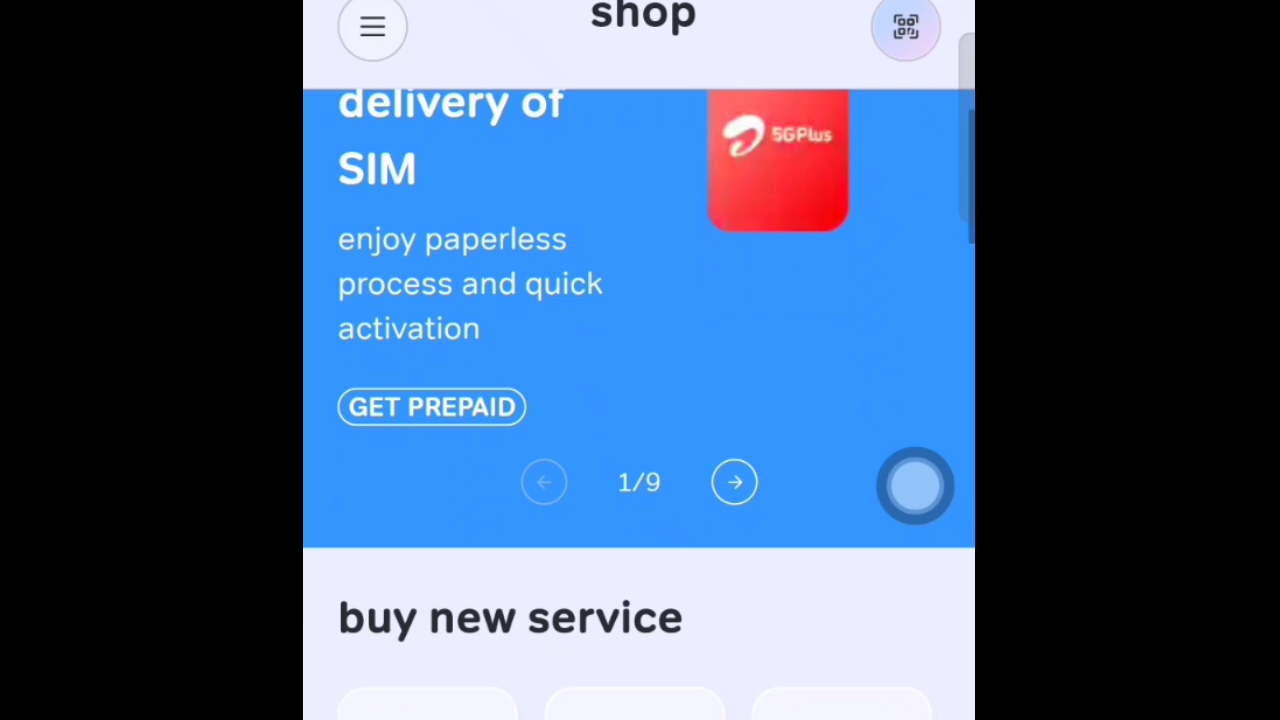 shop
delivery of
SIM
5GPlus
enjoy paperless
process and quick
activation
GET PREPAID
1/9
buy new service